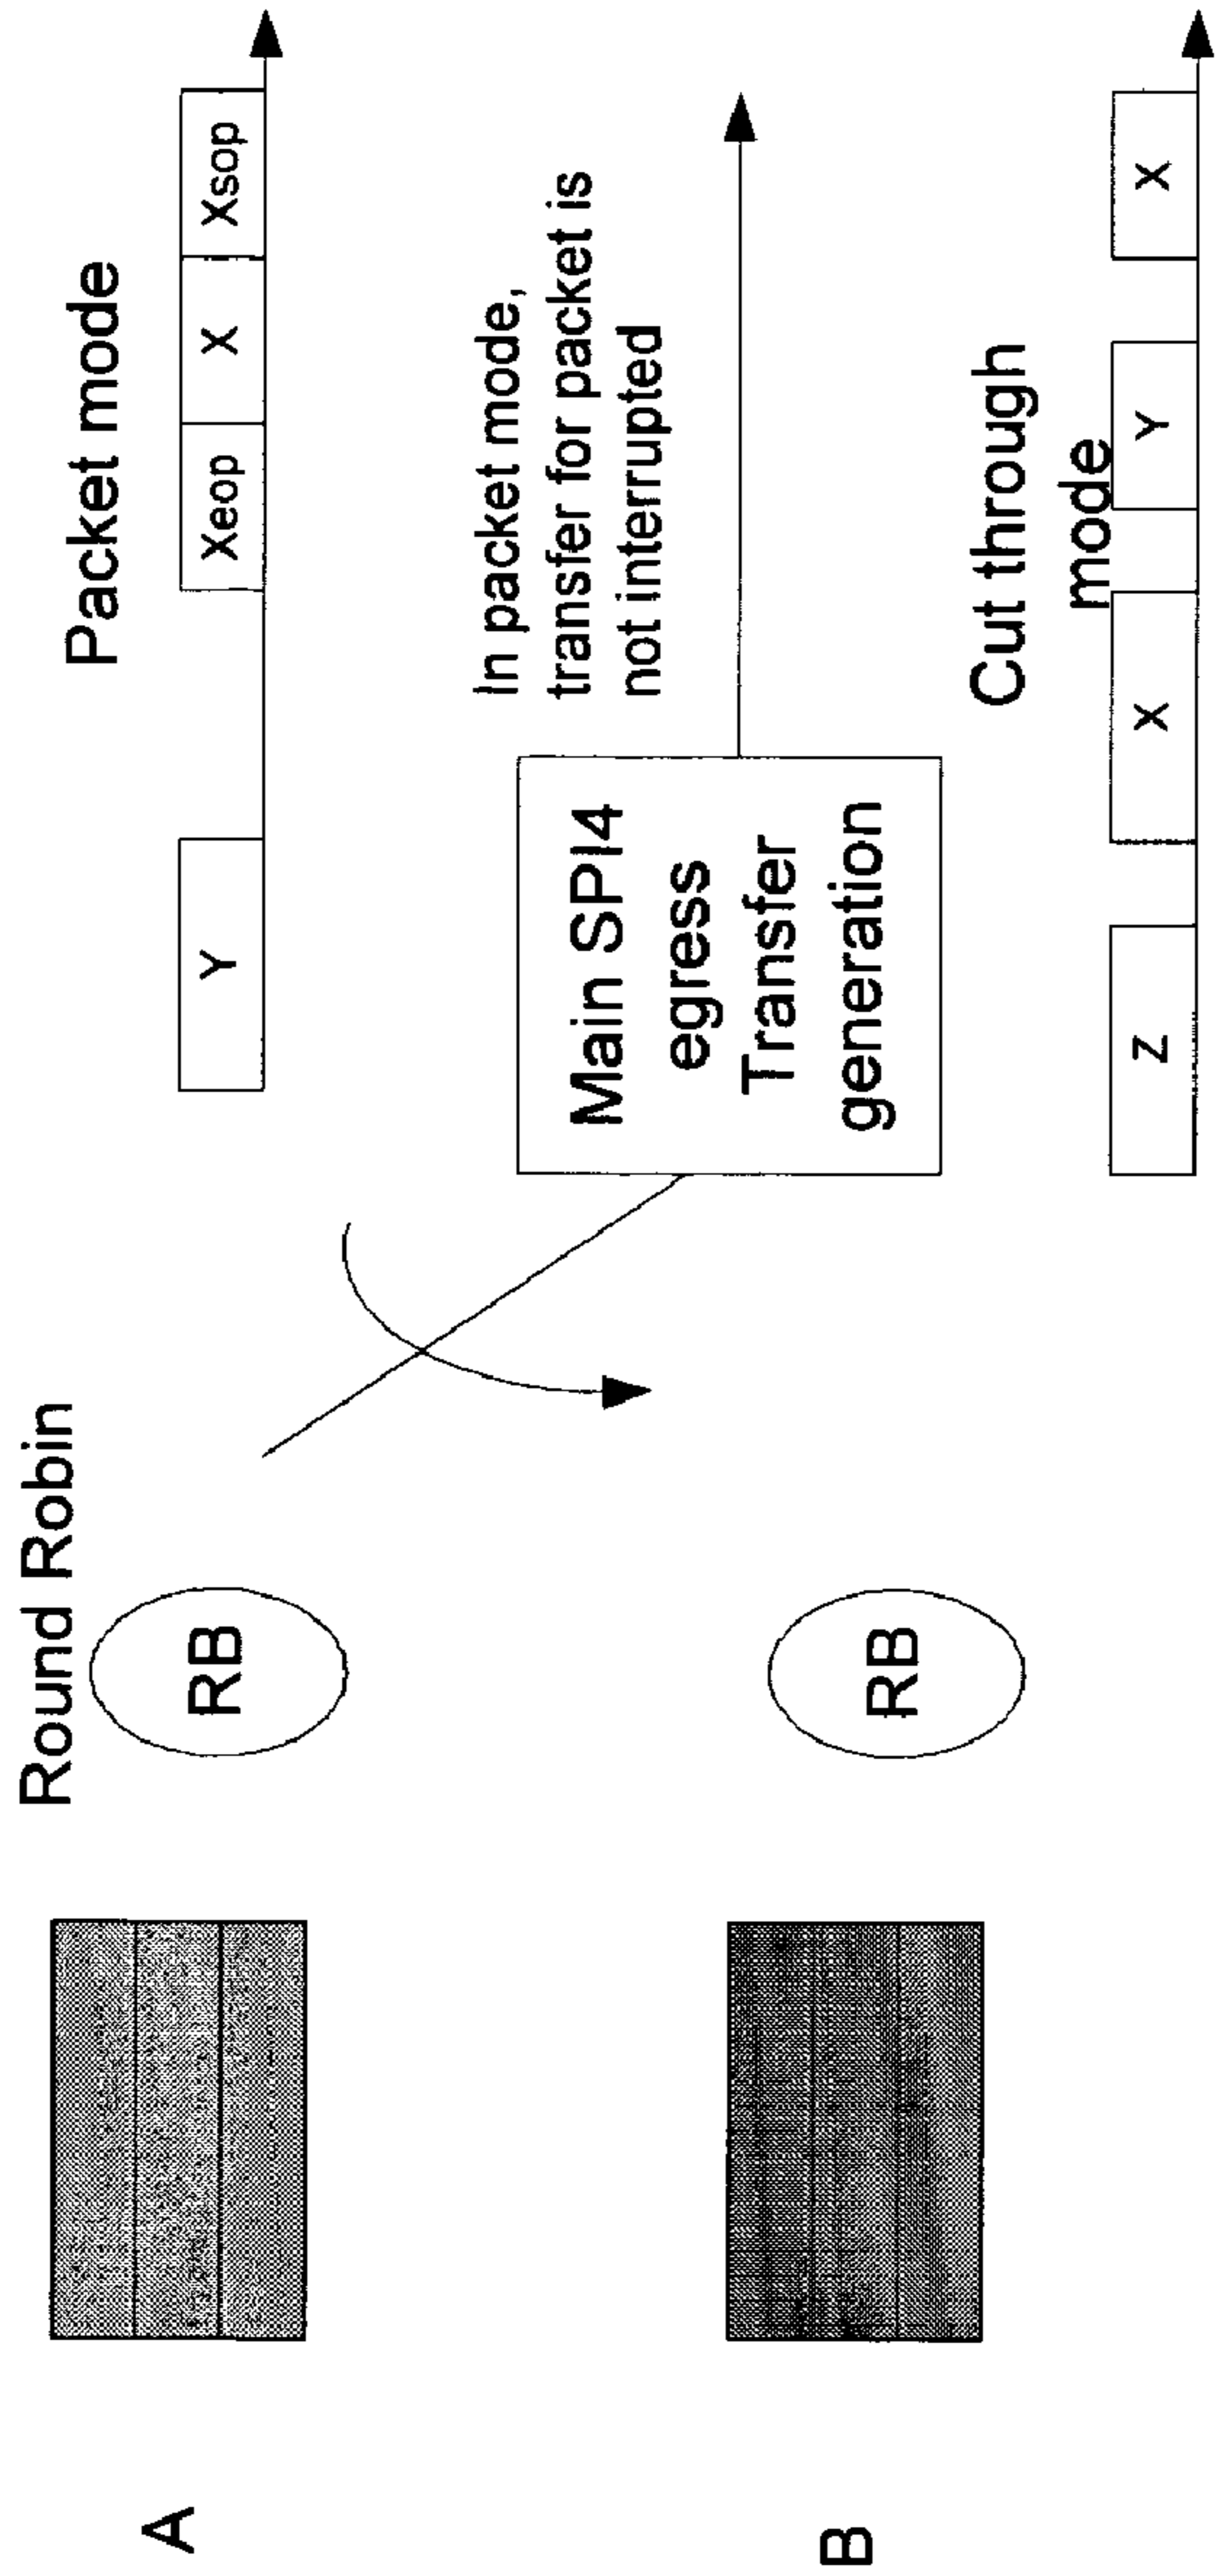 Round Robin
Packet mode
A
RB
Y
Xeop
X
Xsop
In packet mode,
transfer for packet is
not interrupted
Main SPI4
egress
Transfer
generation
B
RB
Cut through
mode
Z
X
Y
X